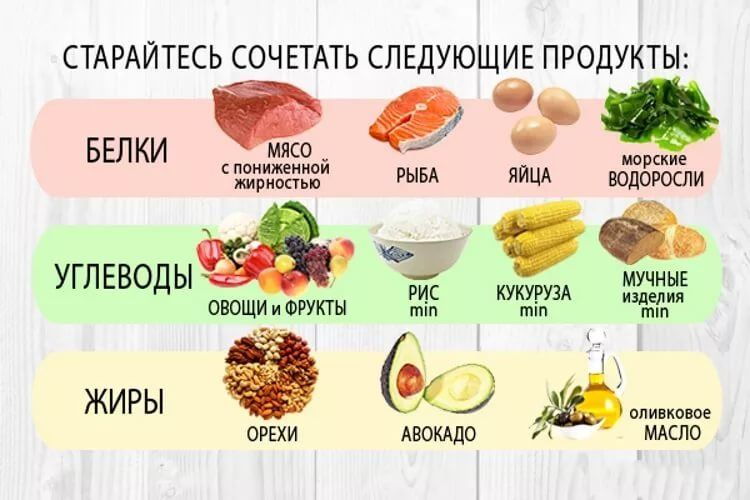 СТАРАЙТЕСЬ СОЧЕТАТЬ СЛЕДУЮЩИЕ ПРОДУКТЫ:
БЕЛКИ
МЯСО
с пониженной
жирностью
РЫБА
ЯЙЦА
морские
ВОДОРОСЛИ
УГЛЕВОДЫ
ОВОЩИ и ФРУКТЫ
РИС
min
КУКУРУЗА
min
МУЧНЫЕ
изделия
min
ЖИРЫ
ОРЕХИ
АВОКАДО
оливковое
МАСЛО